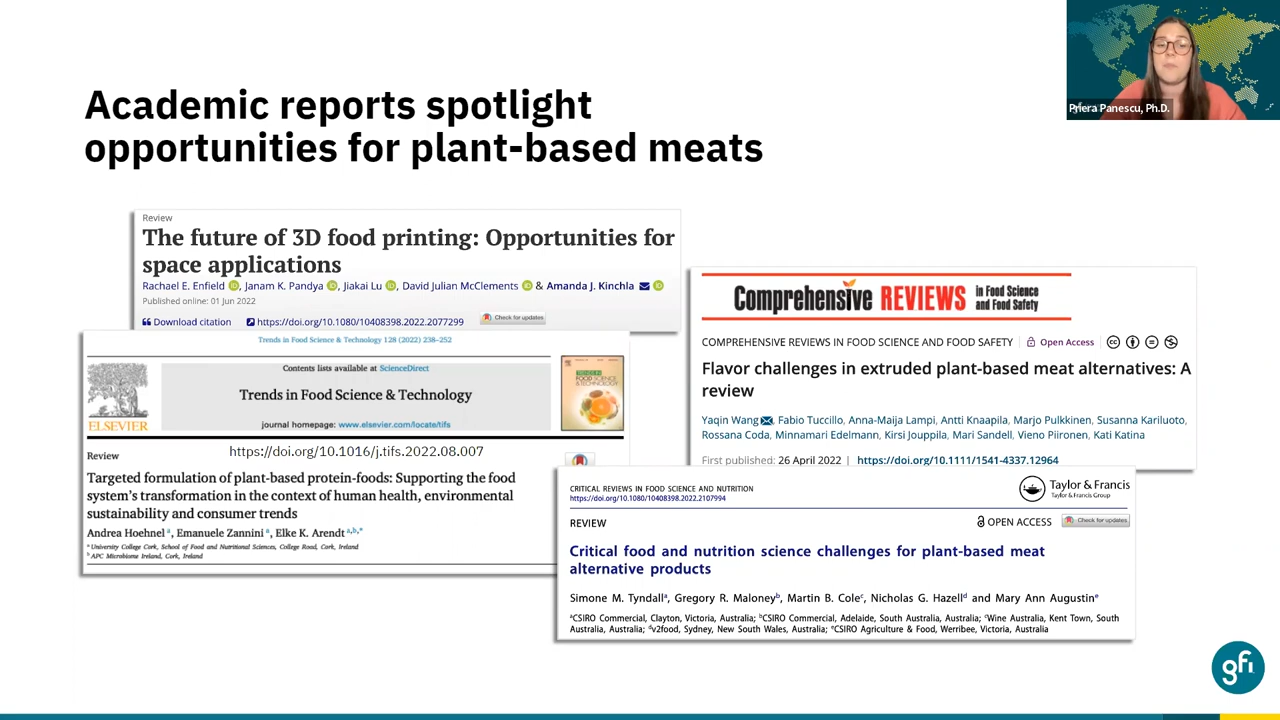 Academic reports spotlight
opportunities for plant-based meats
Priera Panescu, Ph.D.
Review
The future of 3D food printing: Opportunities for
space applications
Rachael E. Enfield, Janam K. Pandya, Jiakai Lu, David Julian McClements & Amanda J. Kinchla
Published online: 01 Jun 2022
Download citation https://doi.org/10.1080/10408398.2022.2077299 Check for updates
Trends in Food Science & Technology 128 (2022) 238–252
Contents lists available at ScienceDirect
Trends in Food Science & Technology
journal homepage: www.elsevier.com/locate/tifs
ELSEVIER
https://doi.org/10.1016/j.tifs.2022.08.007
Review
Targeted formulation of plant-based protein-foods: Supporting the food
system's transformation in the context of human health, environmental
sustainability and consumer trends
Andrea Hoehnel a, Emanuele Zannini a, Elke K. Arendt a,b,*
a University College Cork, School of Food and Nutritional Sciences, College Road, Cork, Ireland
b APC Microbiome Ireland, Cork, Ireland
Comprehensive REVIEWS in Food Science
and Food Safety
COMPREHENSIVE REVIEWS IN FOOD SCIENCE AND FOOD SAFETY Open Access
Flavor challenges in extruded plant-based meat alternatives: A
review
Yaqin Wang, Fabio Tuccillo, Anna-Maija Lampi, Antti Knaapila, Marjo Pulkkinen, Susanna Kariluoto,
Rossana Coda, Minnamari Edelmann, Kirsi Jouppila, Mari Sandell, Vieno Piironen, Kati Katina
First published: 26 April 2022 | https://doi.org/10.1111/1541-4337.12964
CRITICAL REVIEWS IN FOOD SCIENCE AND NUTRITION
https://doi.org/10.1080/10408398.2022.2107994
Taylor & Francis
Taylor & Francis Group
REVIEW
OPEN ACCESS Check for updates
Critical food and nutrition science challenges for plant-based meat
alternative products
Simone M. Tyndall a, Gregory R. Maloney b, Martin B. Cole c, Nicholas G. Hazell d and Mary Ann Augustin e
a CSIRO Commercial, Clayton, Victoria, Australia; b CSIRO Commercial, Adelaide, South Australia, Australia; c Wine Australia, Kent Town, South
Australia, Australia; d v2food, Sydney, New South Wales, Australia; e CSIRO Agriculture & Food, Werribee, Victoria, Australia
gfi